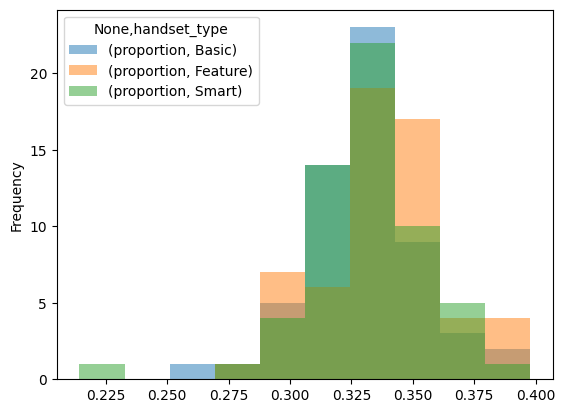 None,handset_type
(proportion, Basic)
(proportion, Feature)
(proportion, Smart)
Frequency
20
15
10
5
0
0.225
0.250
0.275
0.300
0.325
0.350
0.375
0.400